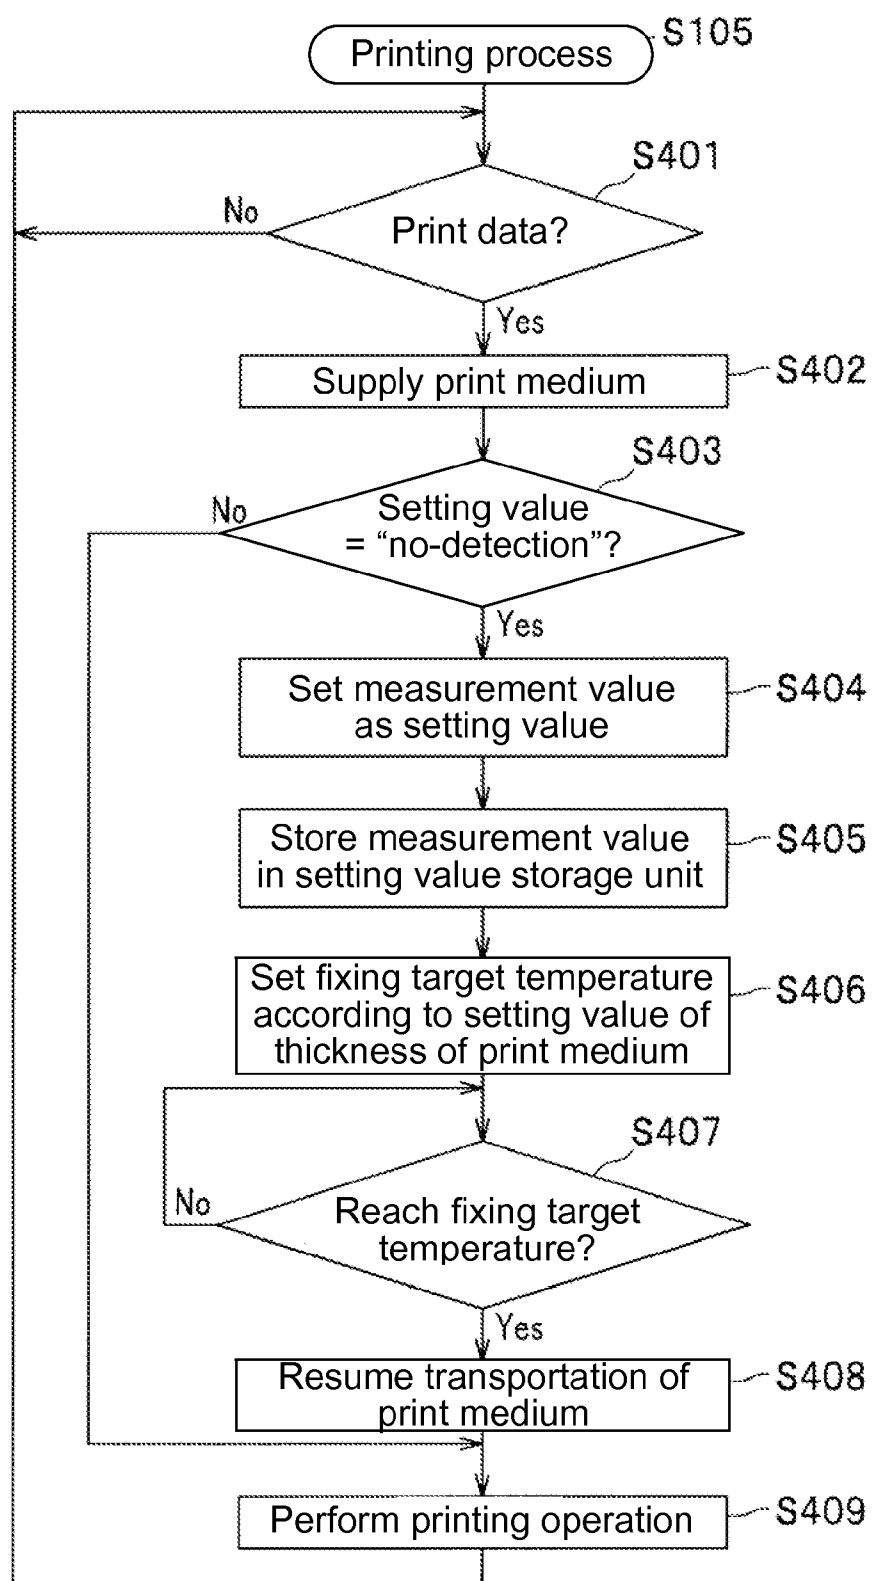 Printing process
S105
S401
No
Print data?
Yes
Supply print medium
S402
S403
No
Setting value
= “no-detection”?
Yes
Set measurement value
as setting value
S404
Store measurement value
in setting value storage unit
S405
Set fixing target temperature
according to setting value of
thickness of print medium
S406
S407
No
Reach fixing target
temperature?
Yes
Resume transportation of
print medium
S408
Perform printing operation
S409